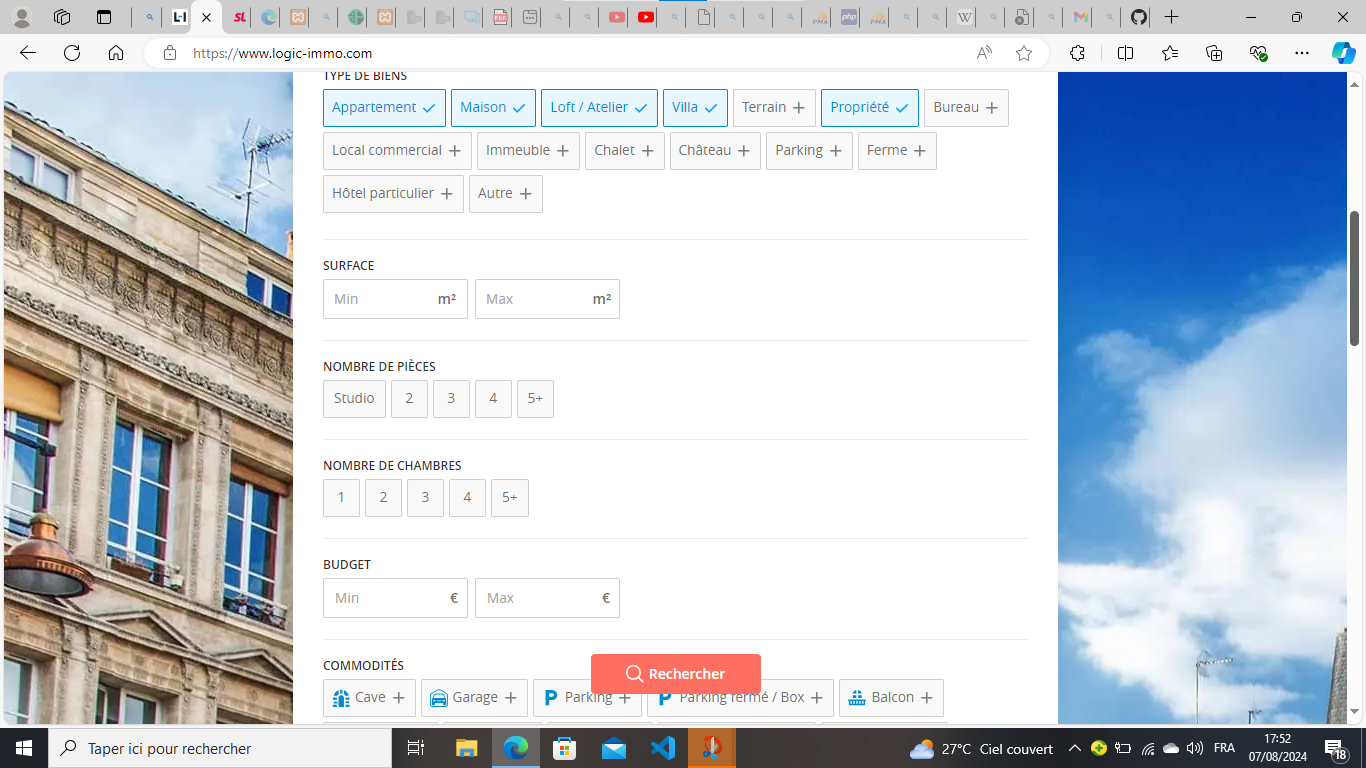 https://www.logic-immo.com
TYPE DE BIENS
Appartement Maison Loft / Atelier Villa Terrain Propriété Bureau
Local commercial Immeuble Chalet Château Parking Ferme
Hôtel particulier Autre
SURFACE
Min m² Max m²
NOMBRE DE PIÈCES
Studio 2 3 4 5+
NOMBRE DE CHAMBRES
1 2 3 4 5+
BUDGET
Min € Max €
COMMODITÉS
Rechercher
Cave Garage Parking Parking fermé / Box Balcon
Taper ici pour rechercher
27°C Ciel couvert
FRA
17:52
07/08/2024
18